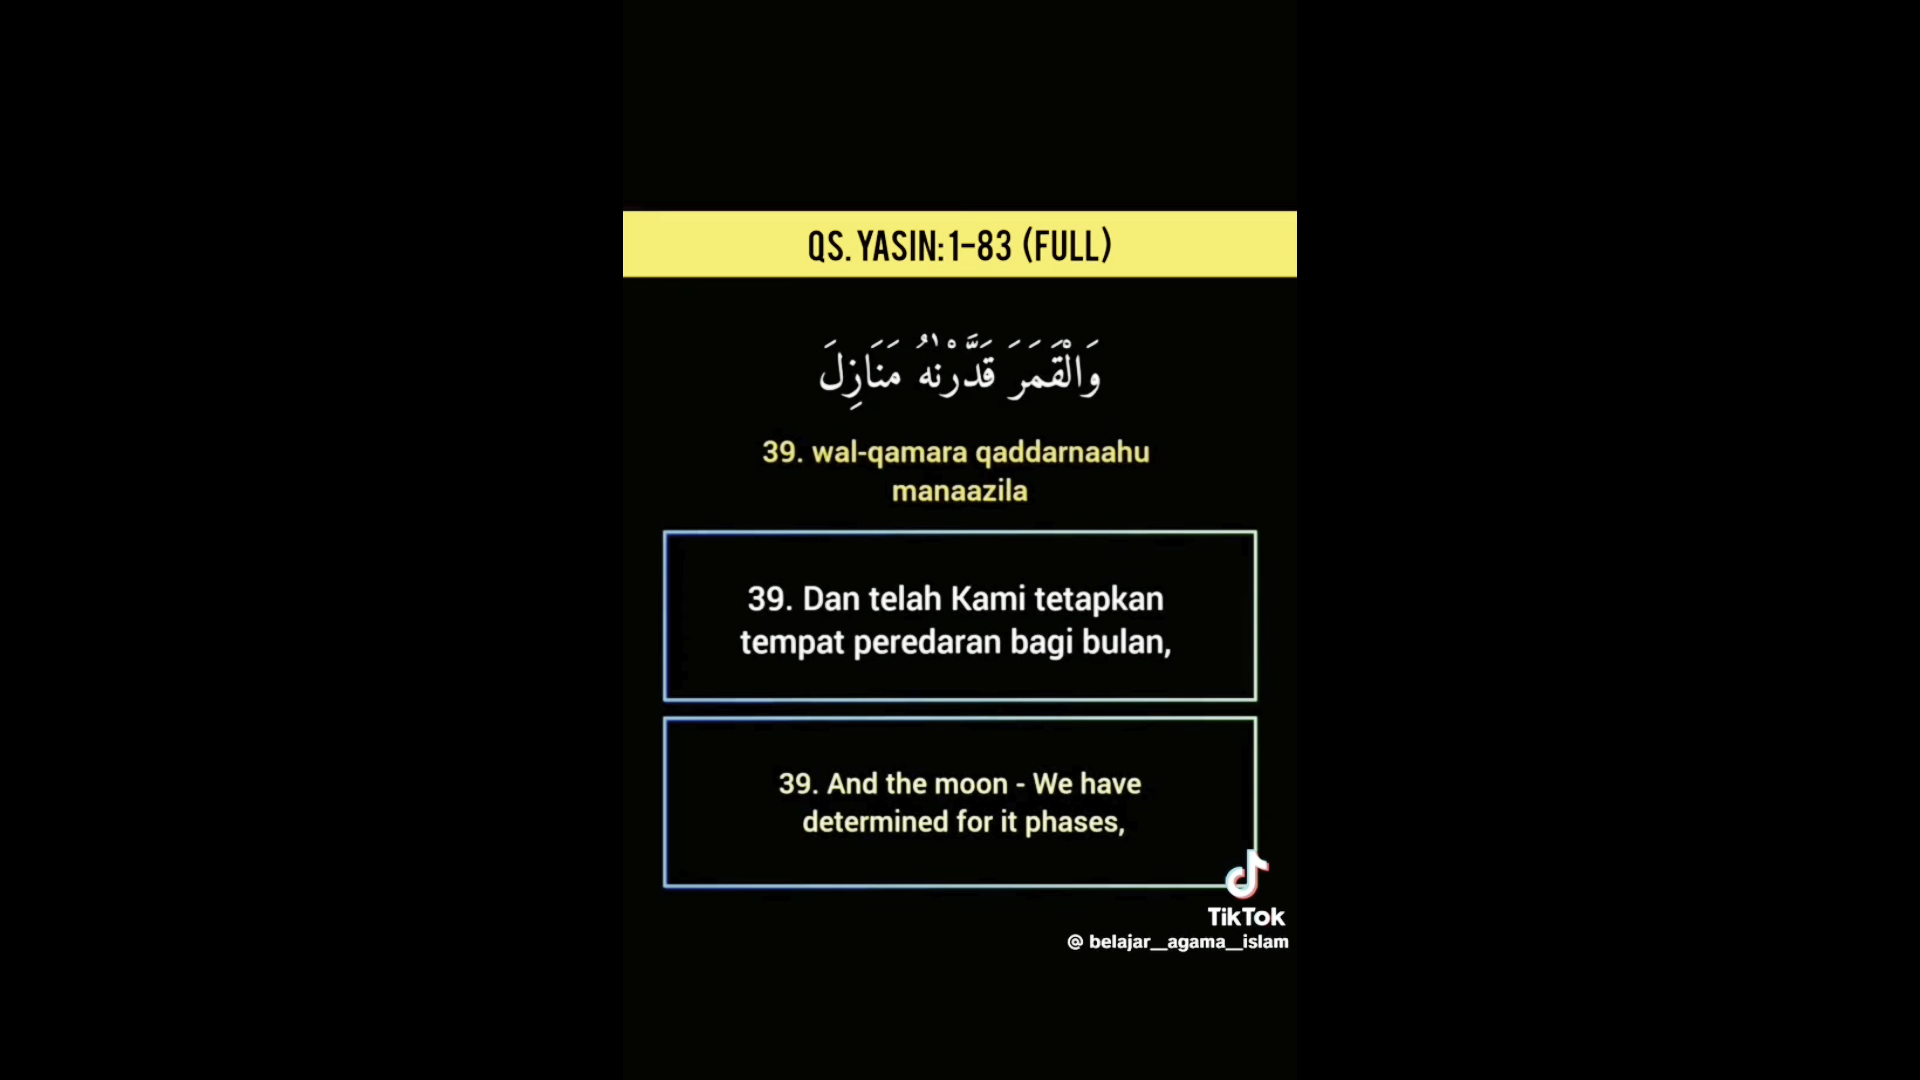 QS. YASIN: 1-83 (FULL)
وَالْقَمَرَ قَدَّرْنٰهُ مَنَازِلَ
39. wal-qamara qaddarnaahu
manaazila
39. Dan telah Kami tetapkan
tempat peredaran bagi bulan,
39. And the moon - We have
determined for it phases,
TikTok
@ belajar__agama__islam